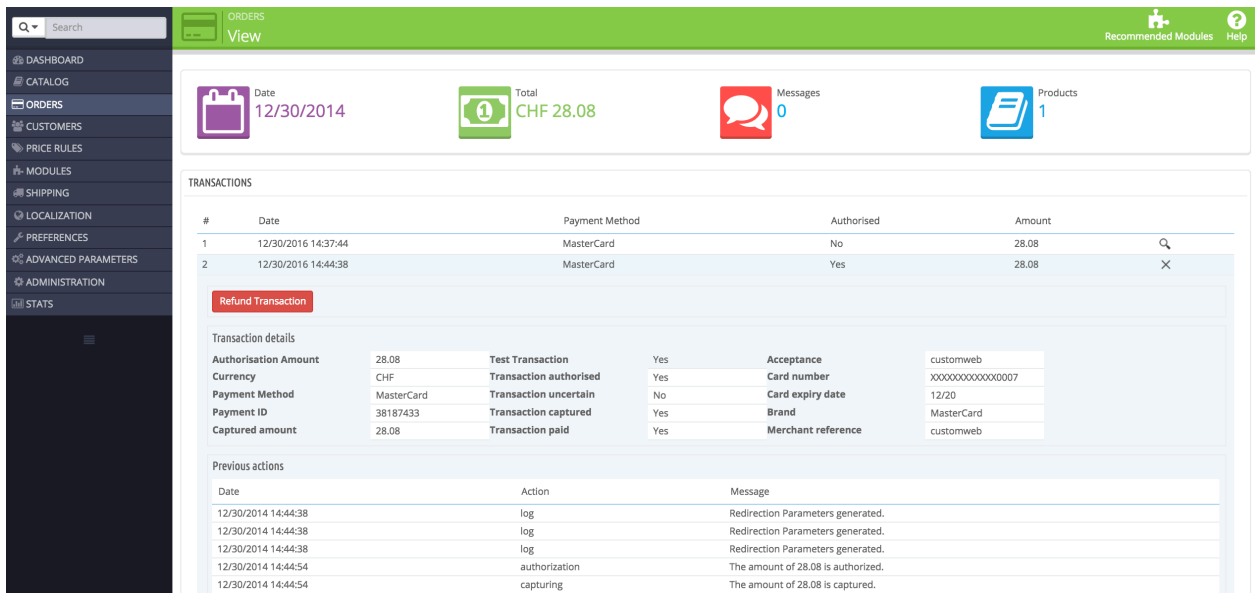 Search
ORDERS
View
Recommended Modules
Help
DASHBOARD
CATALOG
ORDERS
CUSTOMERS
PRICE RULES
MODULES
SHIPPING
LOCALIZATION
PREFERENCES
ADVANCED PARAMETERS
ADMINISTRATION
STATS
Date
12/30/2014
Total
CHF 28.08
Messages
0
Products
1
TRANSACTIONS
# Date Payment Method Authorised Amount
1 12/30/2016 14:37:44 MasterCard No 28.08
2 12/30/2016 14:44:38 MasterCard Yes 28.08
Refund Transaction
Transaction details
Authorisation Amount 28.08 Test Transaction Yes Acceptance customweb
Currency CHF Transaction authorised Yes Card number XXXXXXXXXXXX0007
Payment Method MasterCard Transaction uncertain No Card expiry date 12/20
Payment ID 38187433 Transaction captured Yes Brand MasterCard
Captured amount 28.08 Transaction paid Yes Merchant reference customweb
Previous actions
Date Action Message
12/30/2014 14:44:38 log Redirection Parameters generated.
12/30/2014 14:44:38 log Redirection Parameters generated.
12/30/2014 14:44:38 log Redirection Parameters generated.
12/30/2014 14:44:54 authorization The amount of 28.08 is authorized.
12/30/2014 14:44:54 capturing The amount of 28.08 is captured.